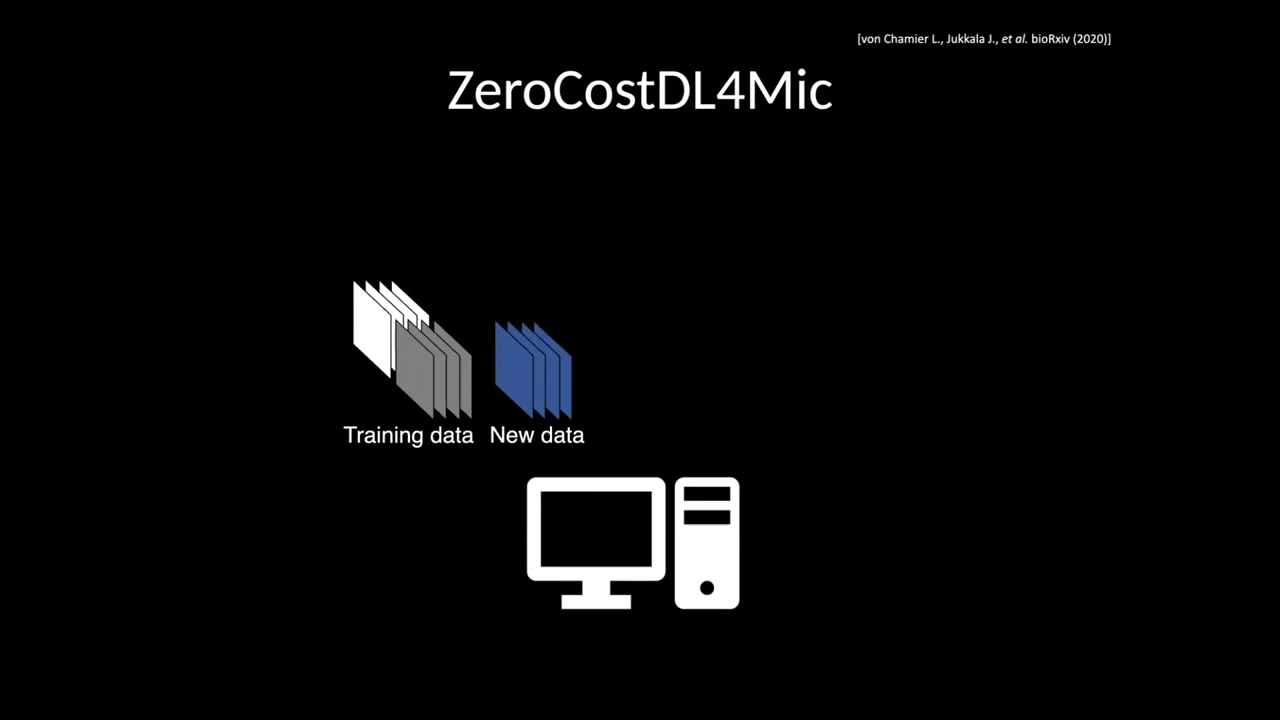 [von Chamier L., Jukkala J., et al. bioRxiv (2020)]
ZeroCostDL4Mic
Training data New data